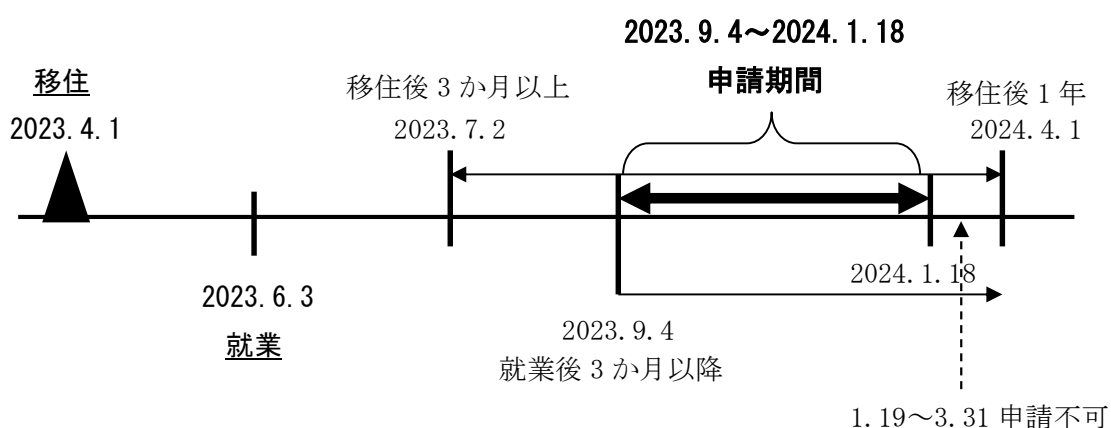 2023.9.4～2024.1.18
申請期間
移住
2023.4.1
移住後 3 か月以上
2023.7.2
移住後 1 年
2024.4.1
2023.6.3
就業
2024.1.18
2023.9.4
就業後 3 か月以降
1.19～3.31 申請不可